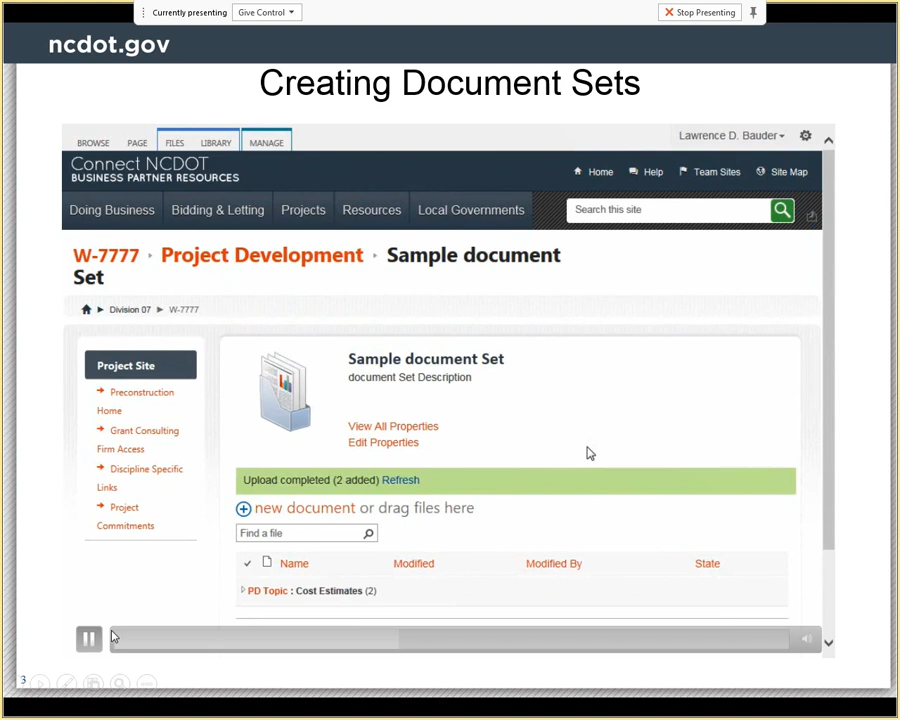 Currently presenting Give Control Stop Presenting
ncdot.gov
Creating Document Sets
Lawrence D. Bauder
BROWSE PAGE FILES LIBRARY MANAGE
Connect NCDOT
BUSINESS PARTNER RESOURCES
Home Help Team Sites Site Map
Doing Business Bidding & Letting Projects Resources Local Governments
Search this site
W-7777 Project Development Sample document
Set
Division 07 W-7777
Project Site
Preconstruction
Home
Grant Consulting
Firm Access
Discipline Specific
Links
Project
Commitments
Sample document Set
document Set Description
View All Properties
Edit Properties
Upload completed (2 added) Refresh
new document or drag files here
Find a file
Name Modified Modified By State
PD Topic : Cost Estimates (2)
3